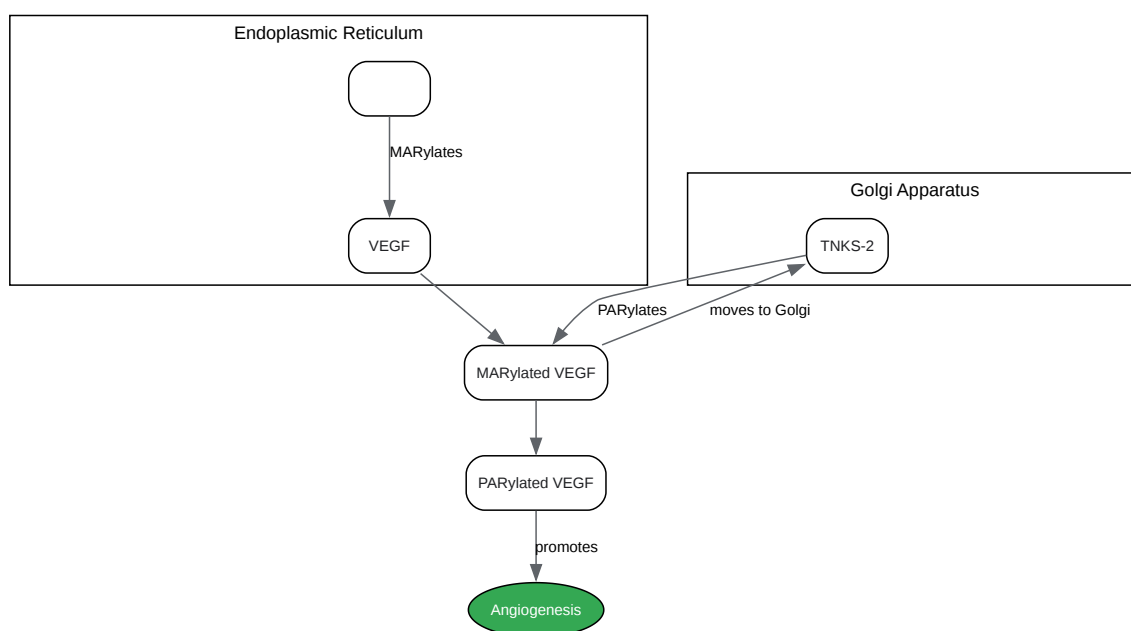 Endoplasmic Reticulum
MARylates
Golgi Apparatus
VEGF
TNKS-2
PARylates
moves to Golgi
MARylated VEGF
PARylated VEGF
promotes
Angiogenesis